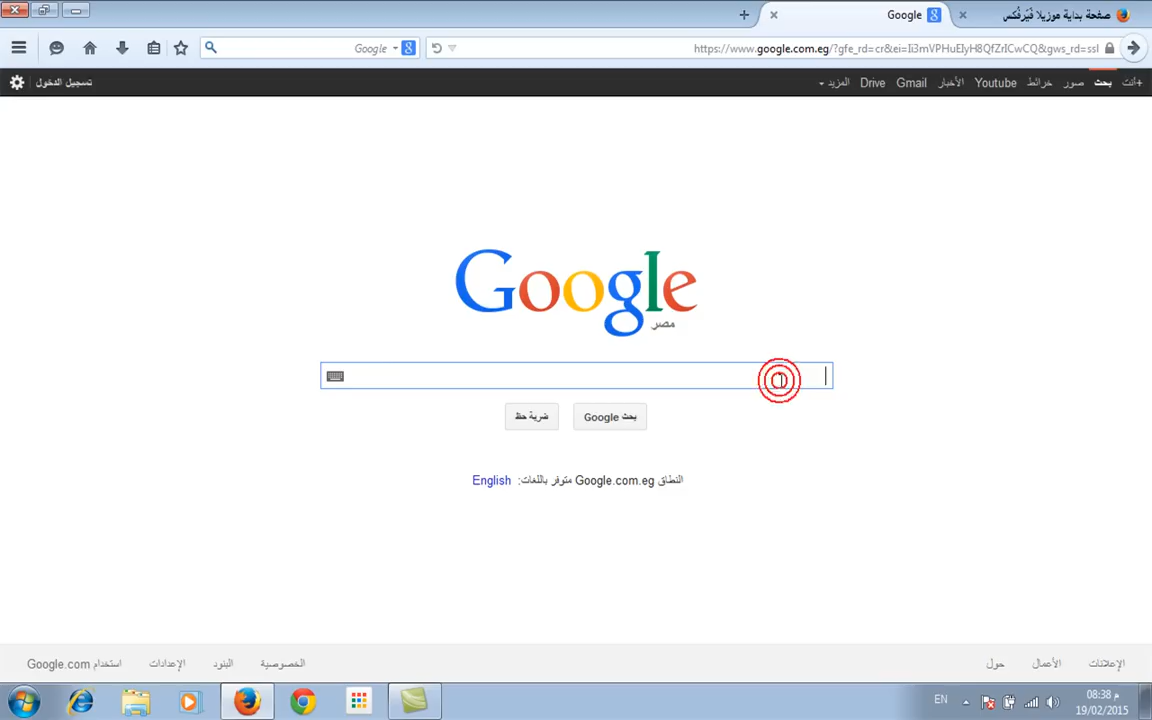 صفحة بداية موزيلا فَيَرفُكس
Google
Google
https://www.google.com.eg/?gfe_rd=cr&ei=Ii3mVPHuEIyH8QfZrICwCQ&gws_rd=ssl
+أنت بحث صور خرائط Youtube الأخبار Gmail Drive المزيد
تسجيل الدخول
Google
مصر
بحث Google
ضربة حظ
النطاق Google.com.eg متوفر باللغات: English
الإعلانات الأعمال حول
الخصوصية البنود الإعدادات استخدام Google.com
EN
08:38 م
19/02/2015